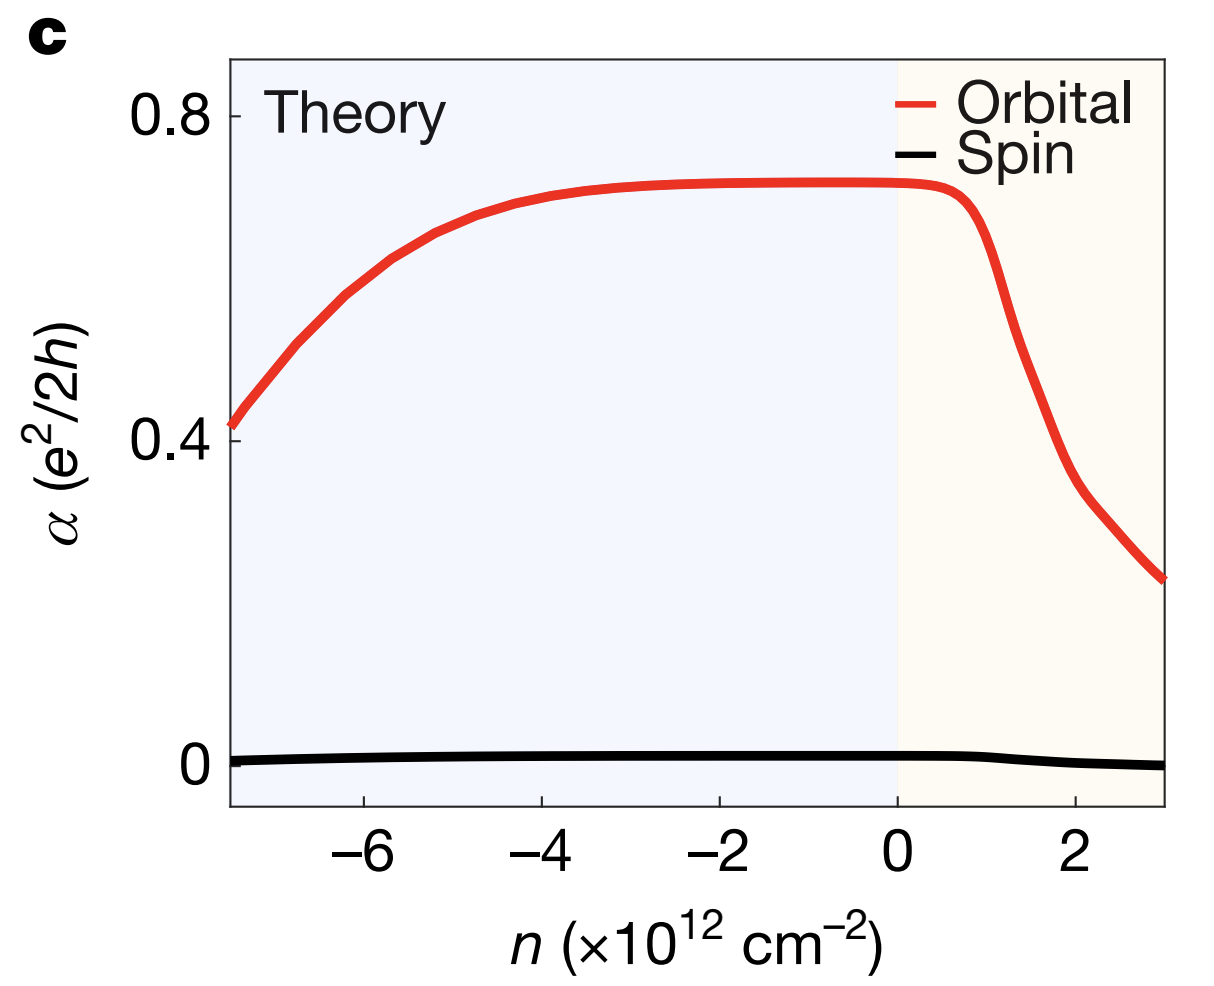 c
Theory
Orbital
Spin
0.8
0.4
0
α (e²/2h)
−6 −4 −2 0 2
n (×10¹² cm⁻²)